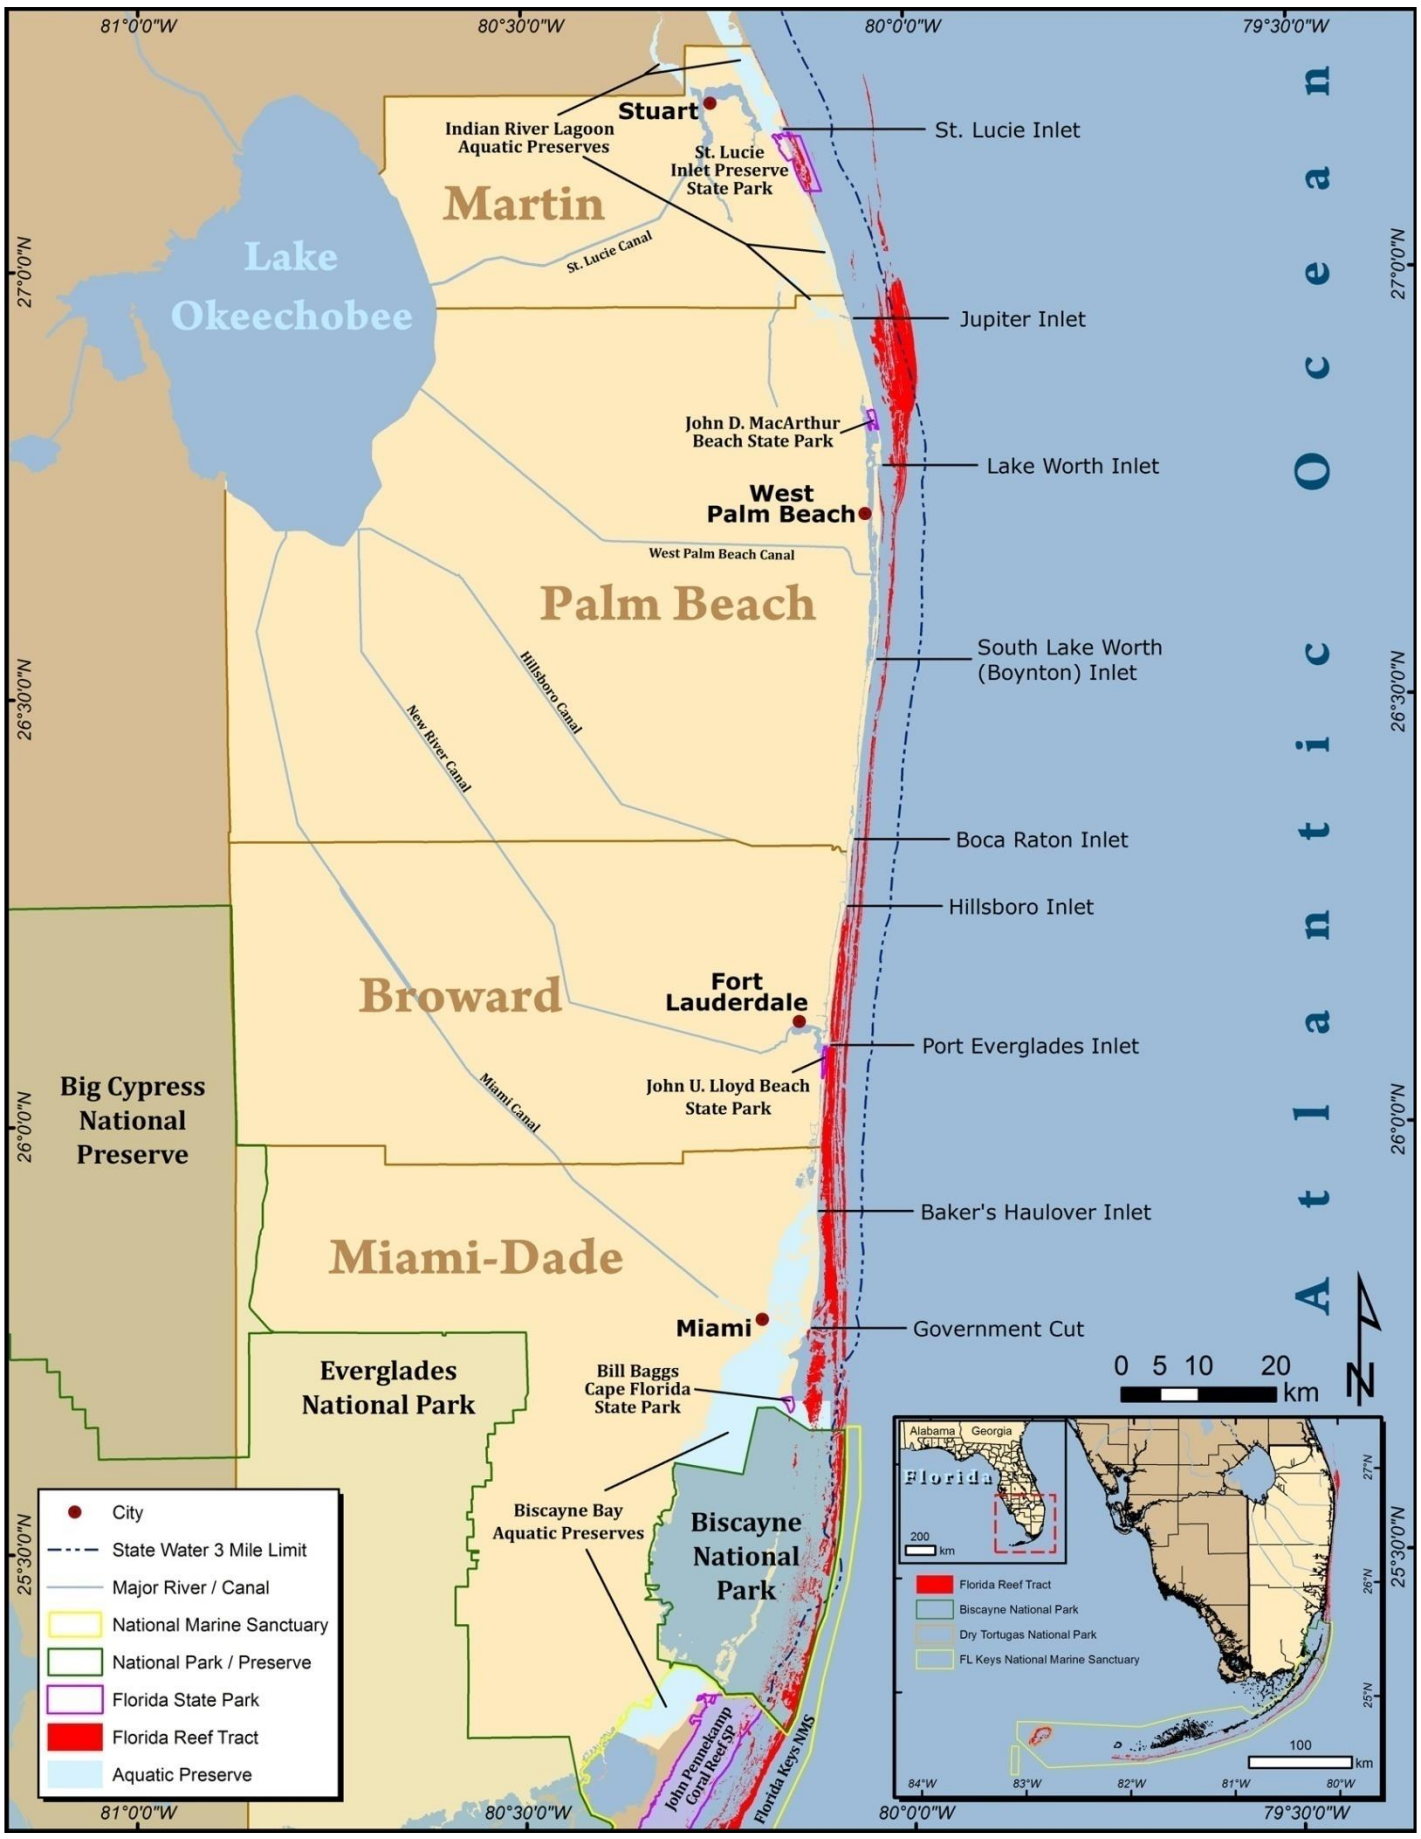 81°0'0"W
80°30'0"W
80°0'0"W
79°30'0"W
Stuart
Indian River Lagoon
Aquatic Preserves
St. Lucie
Inlet Preserve
State Park
St. Lucie Inlet
Martin
St. Lucie Canal
Lake
Okeechobee
27°0'0"N
27°0'0"N
Jupiter Inlet
John D. MacArthur
Beach State Park
Lake Worth Inlet
West
Palm Beach
West Palm Beach Canal
Palm Beach
Hillsboro Canal
New River Canal
South Lake Worth
(Boynton) Inlet
26°30'0"N
26°30'0"N
Atlantic Ocean
Boca Raton Inlet
Hillsboro Inlet
Broward
Fort
Lauderdale
Port Everglades Inlet
John U. Lloyd Beach
State Park
Miami Canal
Big Cypress
National
Preserve
26°0'0"N
26°0'0"N
Baker's Haulover Inlet
Miami-Dade
Miami
Government Cut
Everglades
National Park
Bill Baggs
Cape Florida
State Park
0 5 10 20
km
N
Biscayne Bay
Aquatic Preserves
Biscayne
National
Park
25°30'0"N
25°30'0"N
John Pennekamp
Coral Reef SP
Florida Keys NMS
City
State Water 3 Mile Limit
Major River / Canal
National Marine Sanctuary
National Park / Preserve
Florida State Park
Florida Reef Tract
Aquatic Preserve
Alabama
Georgia
Florida
200
km
Florida Reef Tract
Biscayne National Park
Dry Tortugas National Park
FL Keys National Marine Sanctuary
27°N
26°N
25°N
100
km
84°W
83°W
82°W
81°W
80°W
81°0'0"W
80°30'0"W
80°0'0"W
79°30'0"W